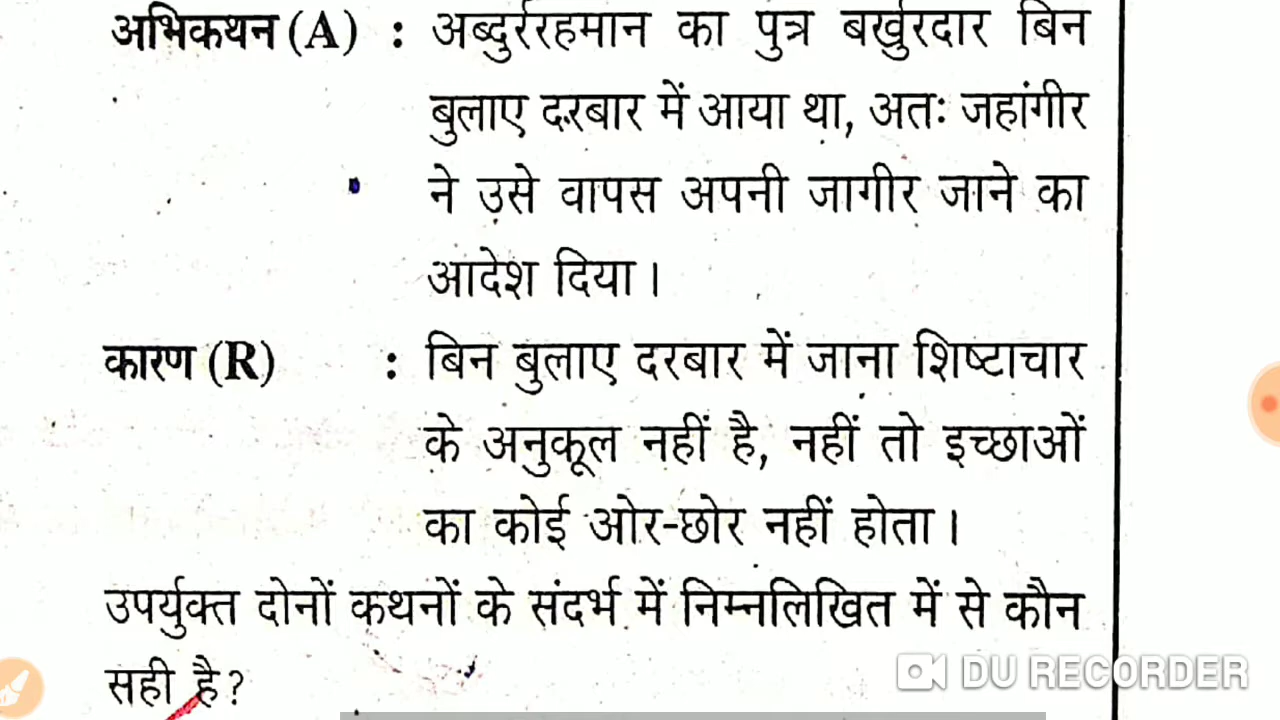 अभिकथन (A) : अब्दुर्ररहमान का पुत्र बर्खुरदार बिन
बुलाए दरबार में आया था, अतः जहांगीर
ने उसे वापस अपनी जागीर जाने का
आदेश दिया।
कारण (R) : बिन बुलाए दरबार में जाना शिष्टाचार
के अनुकूल नहीं है, नहीं तो इच्छाओं
का कोई ओर-छोर नहीं होता।
उपर्युक्त दोनों कथनों के संदर्भ में निम्नलिखित में से कौन
सही है?
DU RECORDER